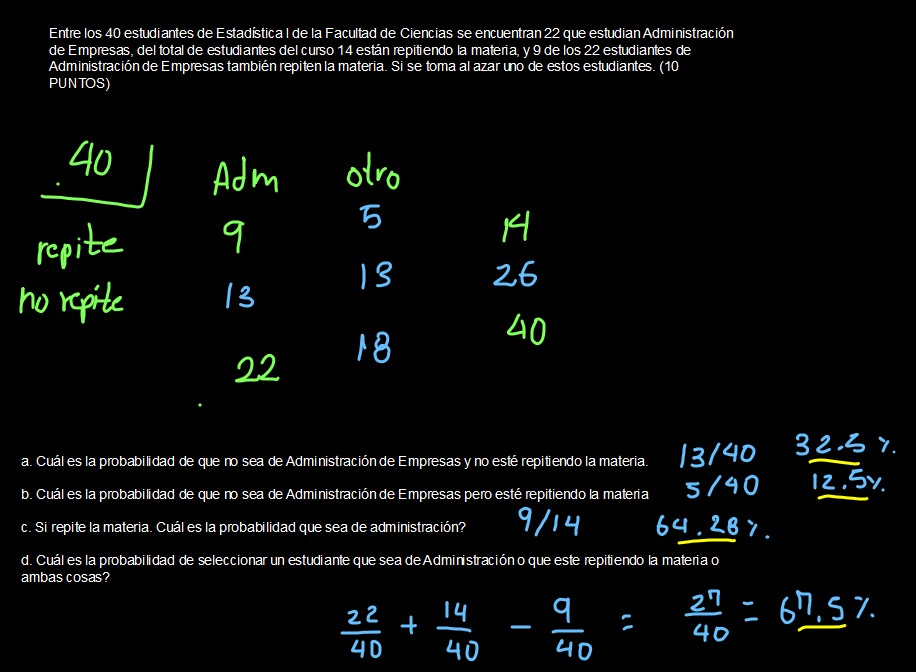 Entre los 40 estudiantes de Estadística I de la Facultad de Ciencias se encuentran 22 que estudian Administración
de Empresas, del total de estudiantes del curso 14 están repitiendo la materia, y 9 de los 22 estudiantes de
Administración de Empresas también repiten la materia. Si se toma al azar uno de estos estudiantes. (10
PUNTOS)
40
Adm otro
repite 9 5 14
no repite 13 13 26
22 18 40
a. Cuál es la probabilidad de que no sea de Administración de Empresas y no esté repitiendo la materia. 13/40 32.5 %.
b. Cuál es la probabilidad de que no sea de Administración de Empresas pero esté repitiendo la materia 5/40 12.5%.
c. Si repite la materia. Cuál es la probabilidad que sea de administración? 9/14 64.28%.
d. Cuál es la probabilidad de seleccionar un estudiante que sea de Administración o que este repitiendo la materia o
ambas cosas?
22/40 + 14/40 - 9/40 = 27/40 = 67.5%.